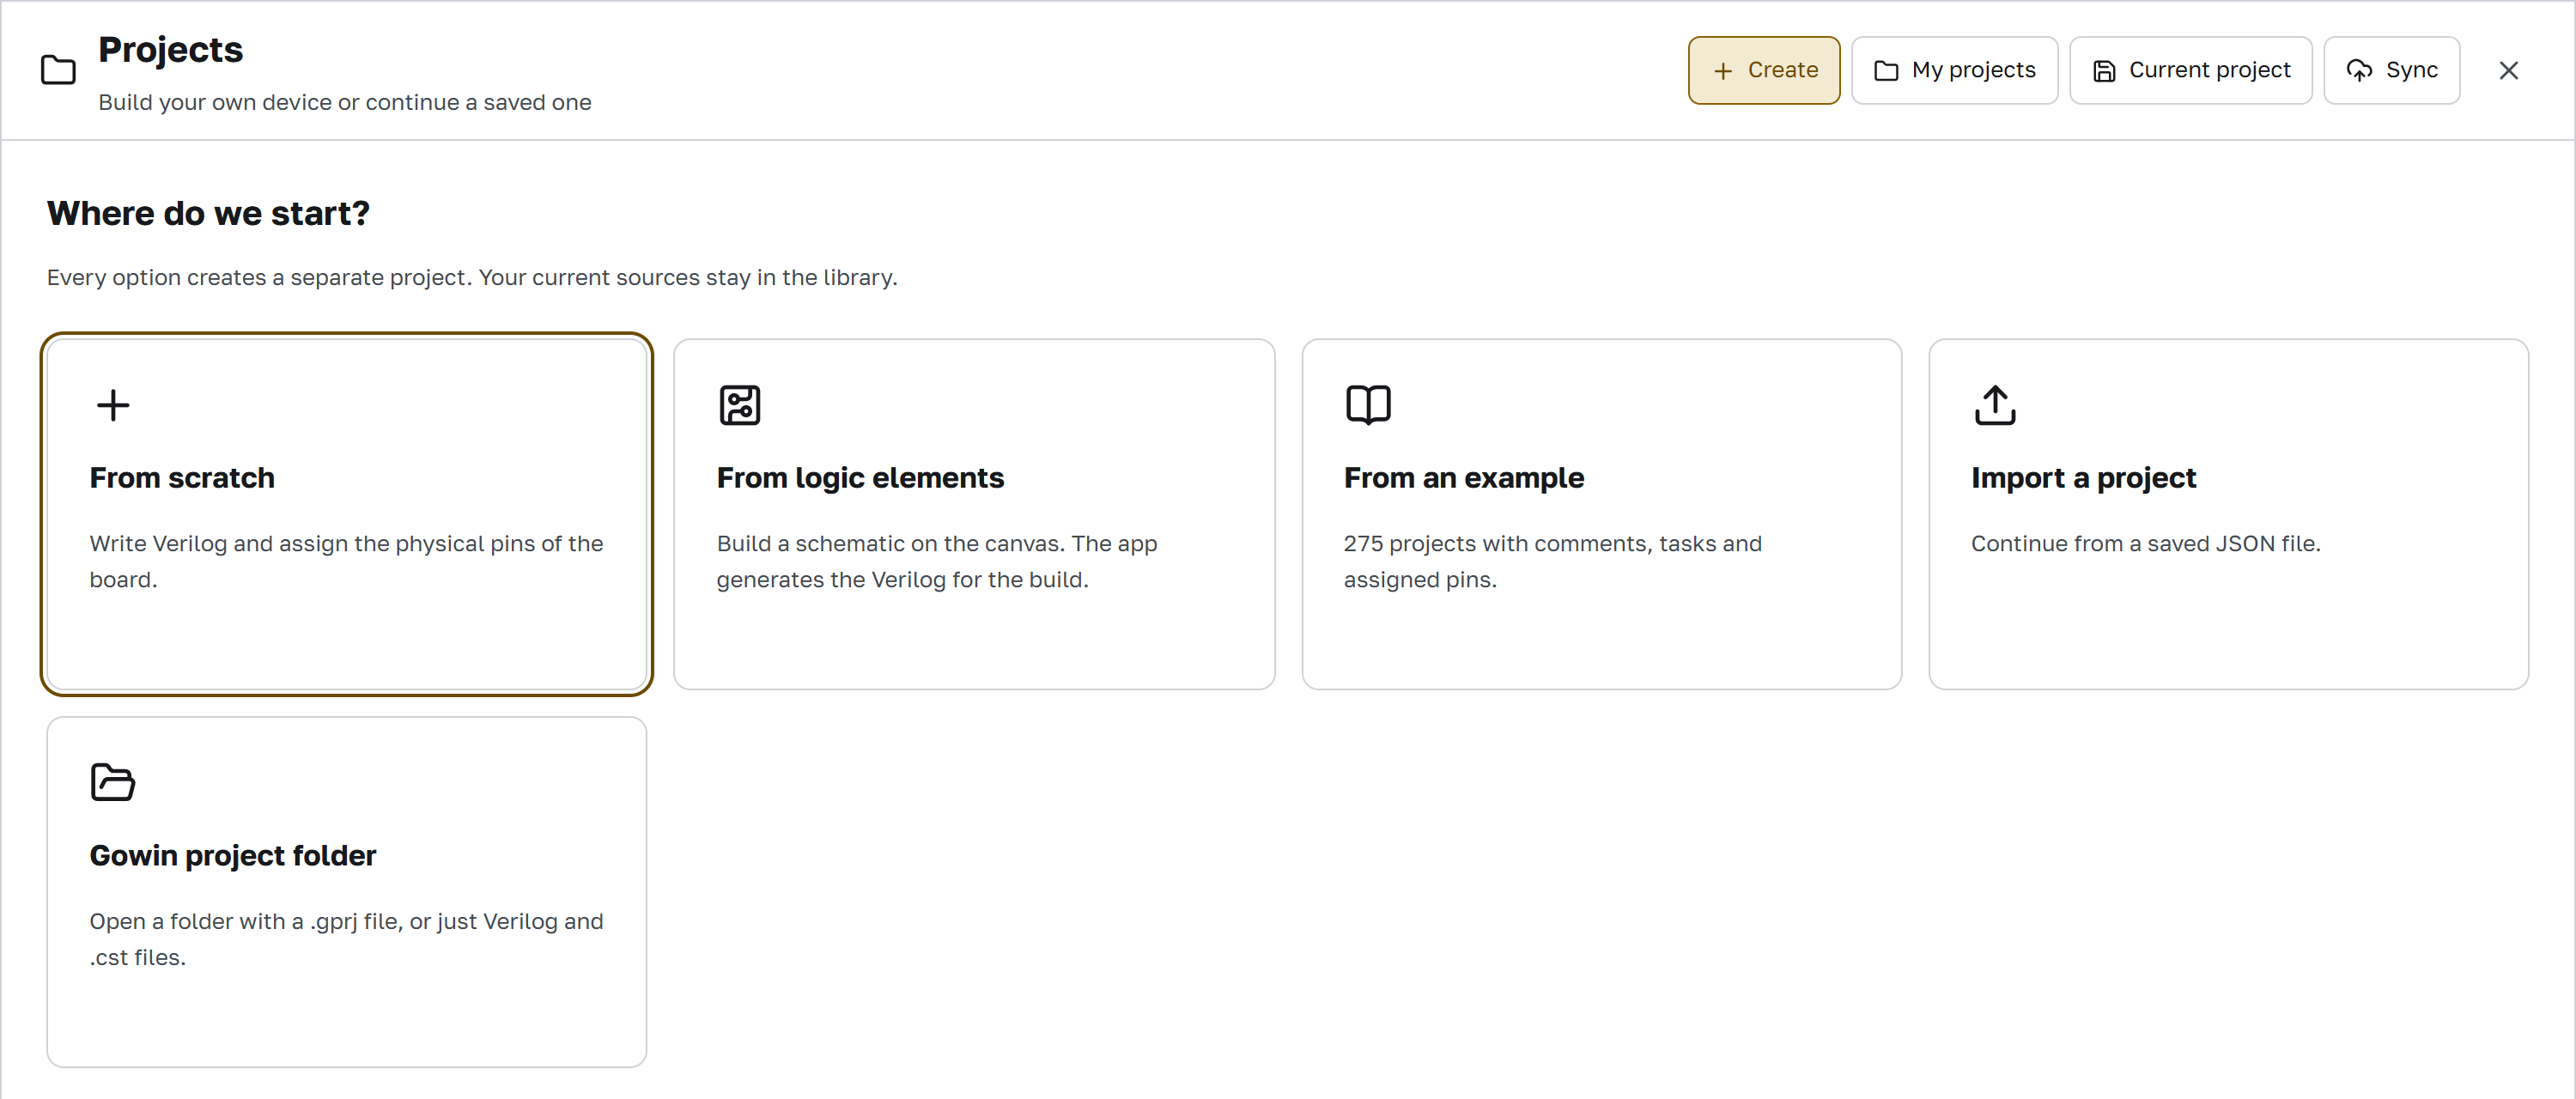 Projects
Build your own device or continue a saved one
Create
My projects
Current project
Sync
Where do we start?
Every option creates a separate project. Your current sources stay in the library.
From scratch
Write Verilog and assign the physical pins of the
board.
From logic elements
Build a schematic on the canvas. The app
generates the Verilog for the build.
From an example
275 projects with comments, tasks and
assigned pins.
Import a project
Continue from a saved JSON file.
Gowin project folder
Open a folder with a .gprj file, or just Verilog and
.cst files.